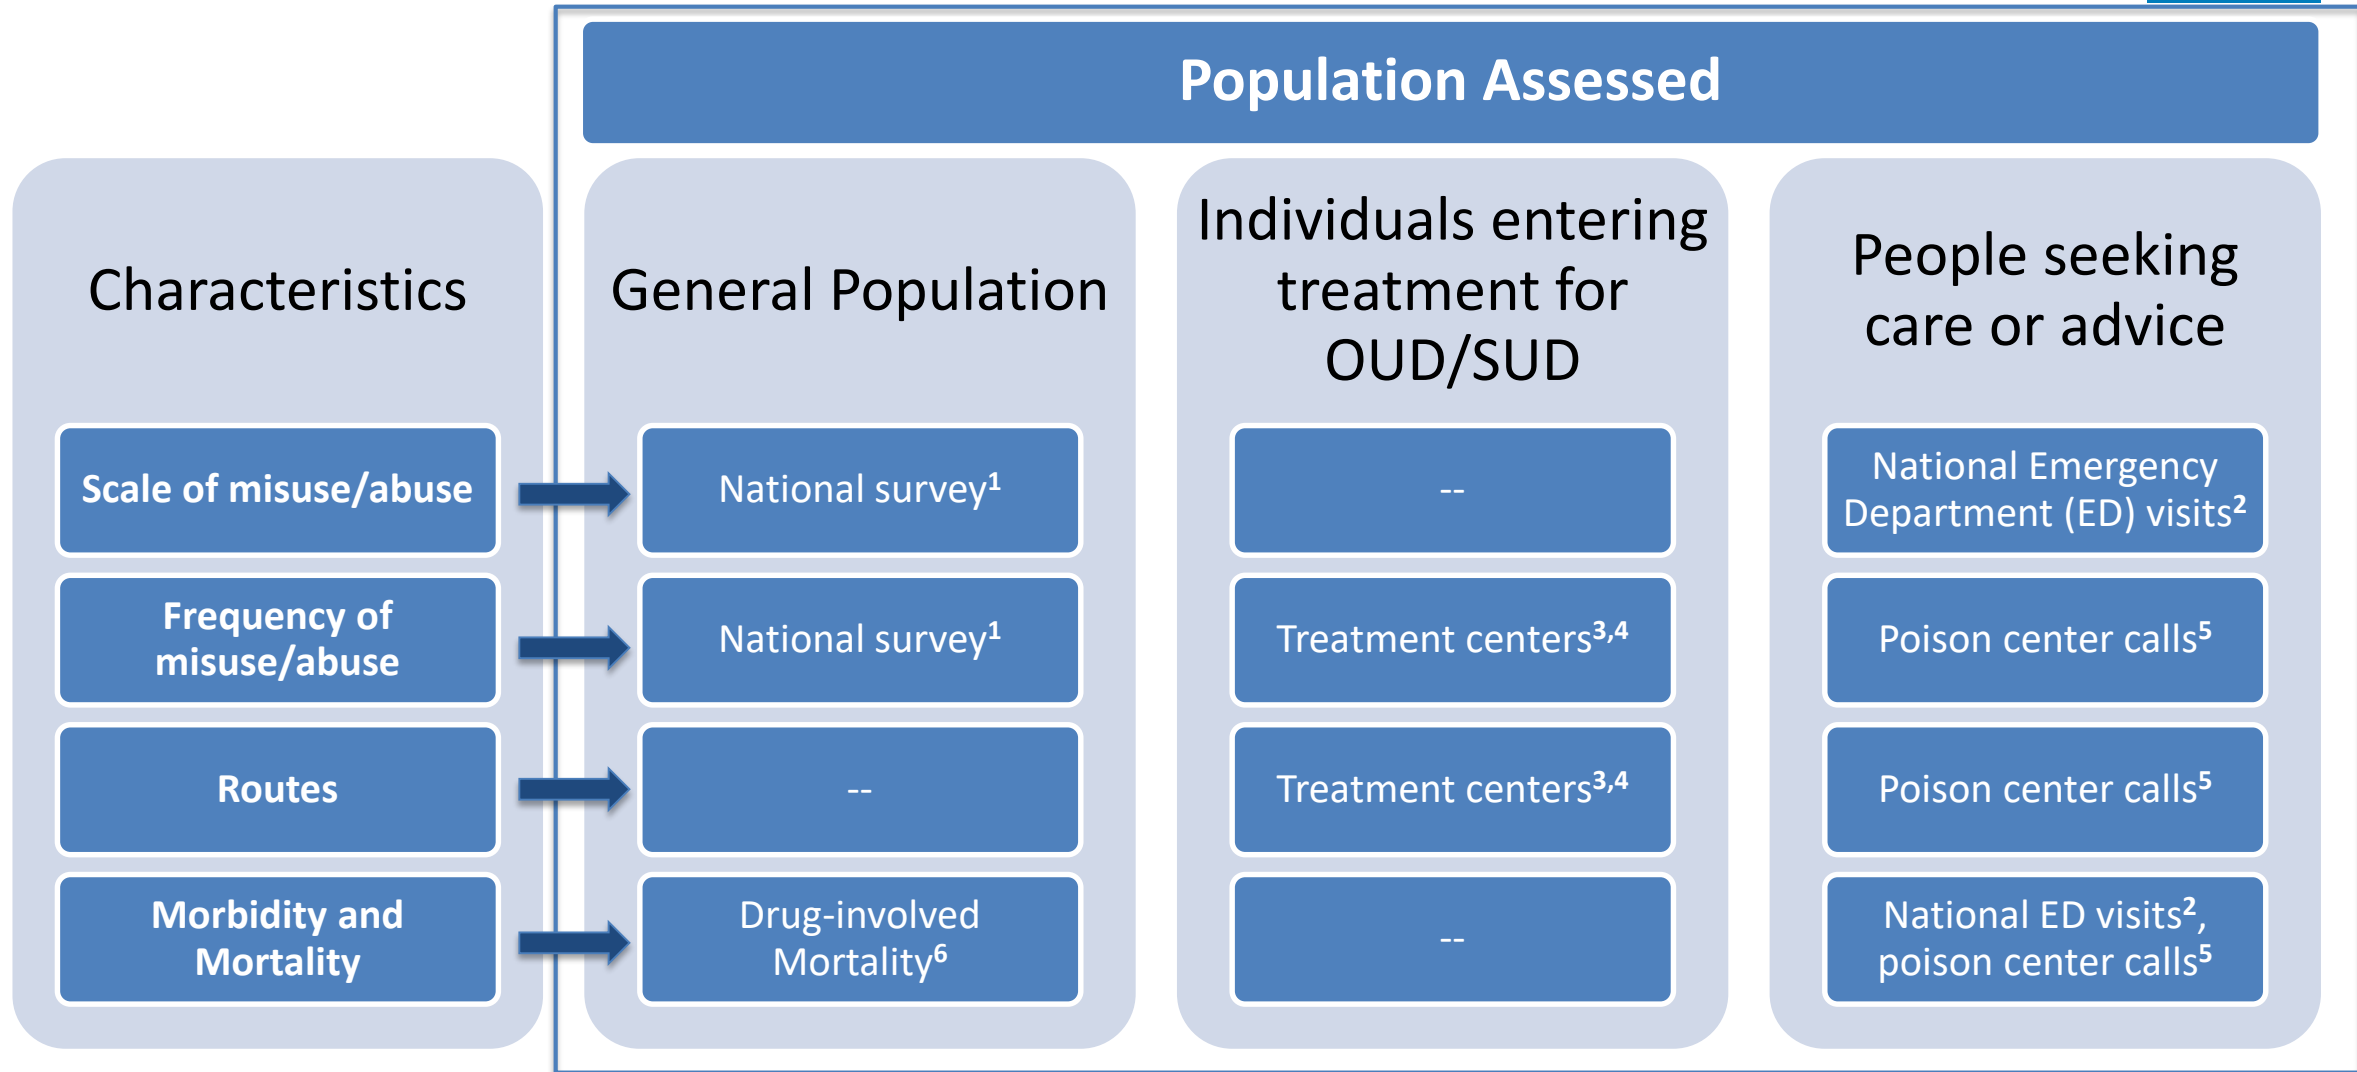 Population Assessed
Characteristics
General Population
Individuals entering
treatment for
OUD/SUD
People seeking
care or advice
Scale of misuse/abuse
National survey¹
--
National Emergency
Department (ED) visits²
Frequency of
misuse/abuse
National survey¹
Treatment centers³,⁴
Poison center calls⁵
Routes
--
Treatment centers³,⁴
Poison center calls⁵
Morbidity and
Mortality
Drug-involved
Mortality⁶
--
National ED visits²,
poison center calls⁵